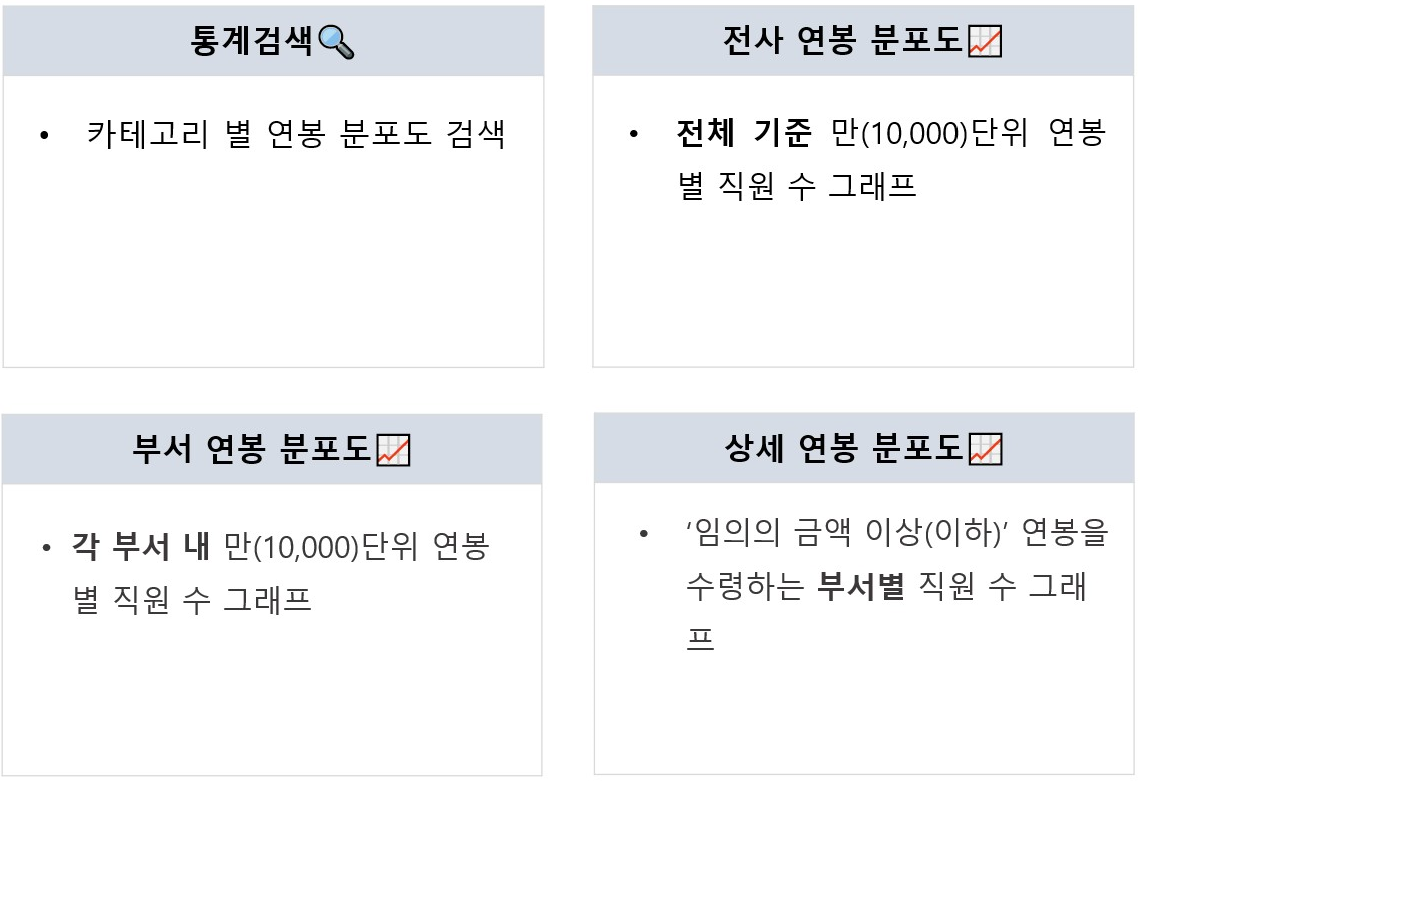 통계검색🔍
• 카테고리 별 연봉 분포도 검색
전사 연봉 분포도📈
• 전체 기준 만(10,000)단위 연봉
별 직원 수 그래프
부서 연봉 분포도📈
• 각 부서 내 만(10,000)단위 연봉
별 직원 수 그래프
상세 연봉 분포도📈
• ‘임의의 금액 이상(이하)’ 연봉을
수령하는 부서별 직원 수 그래
프